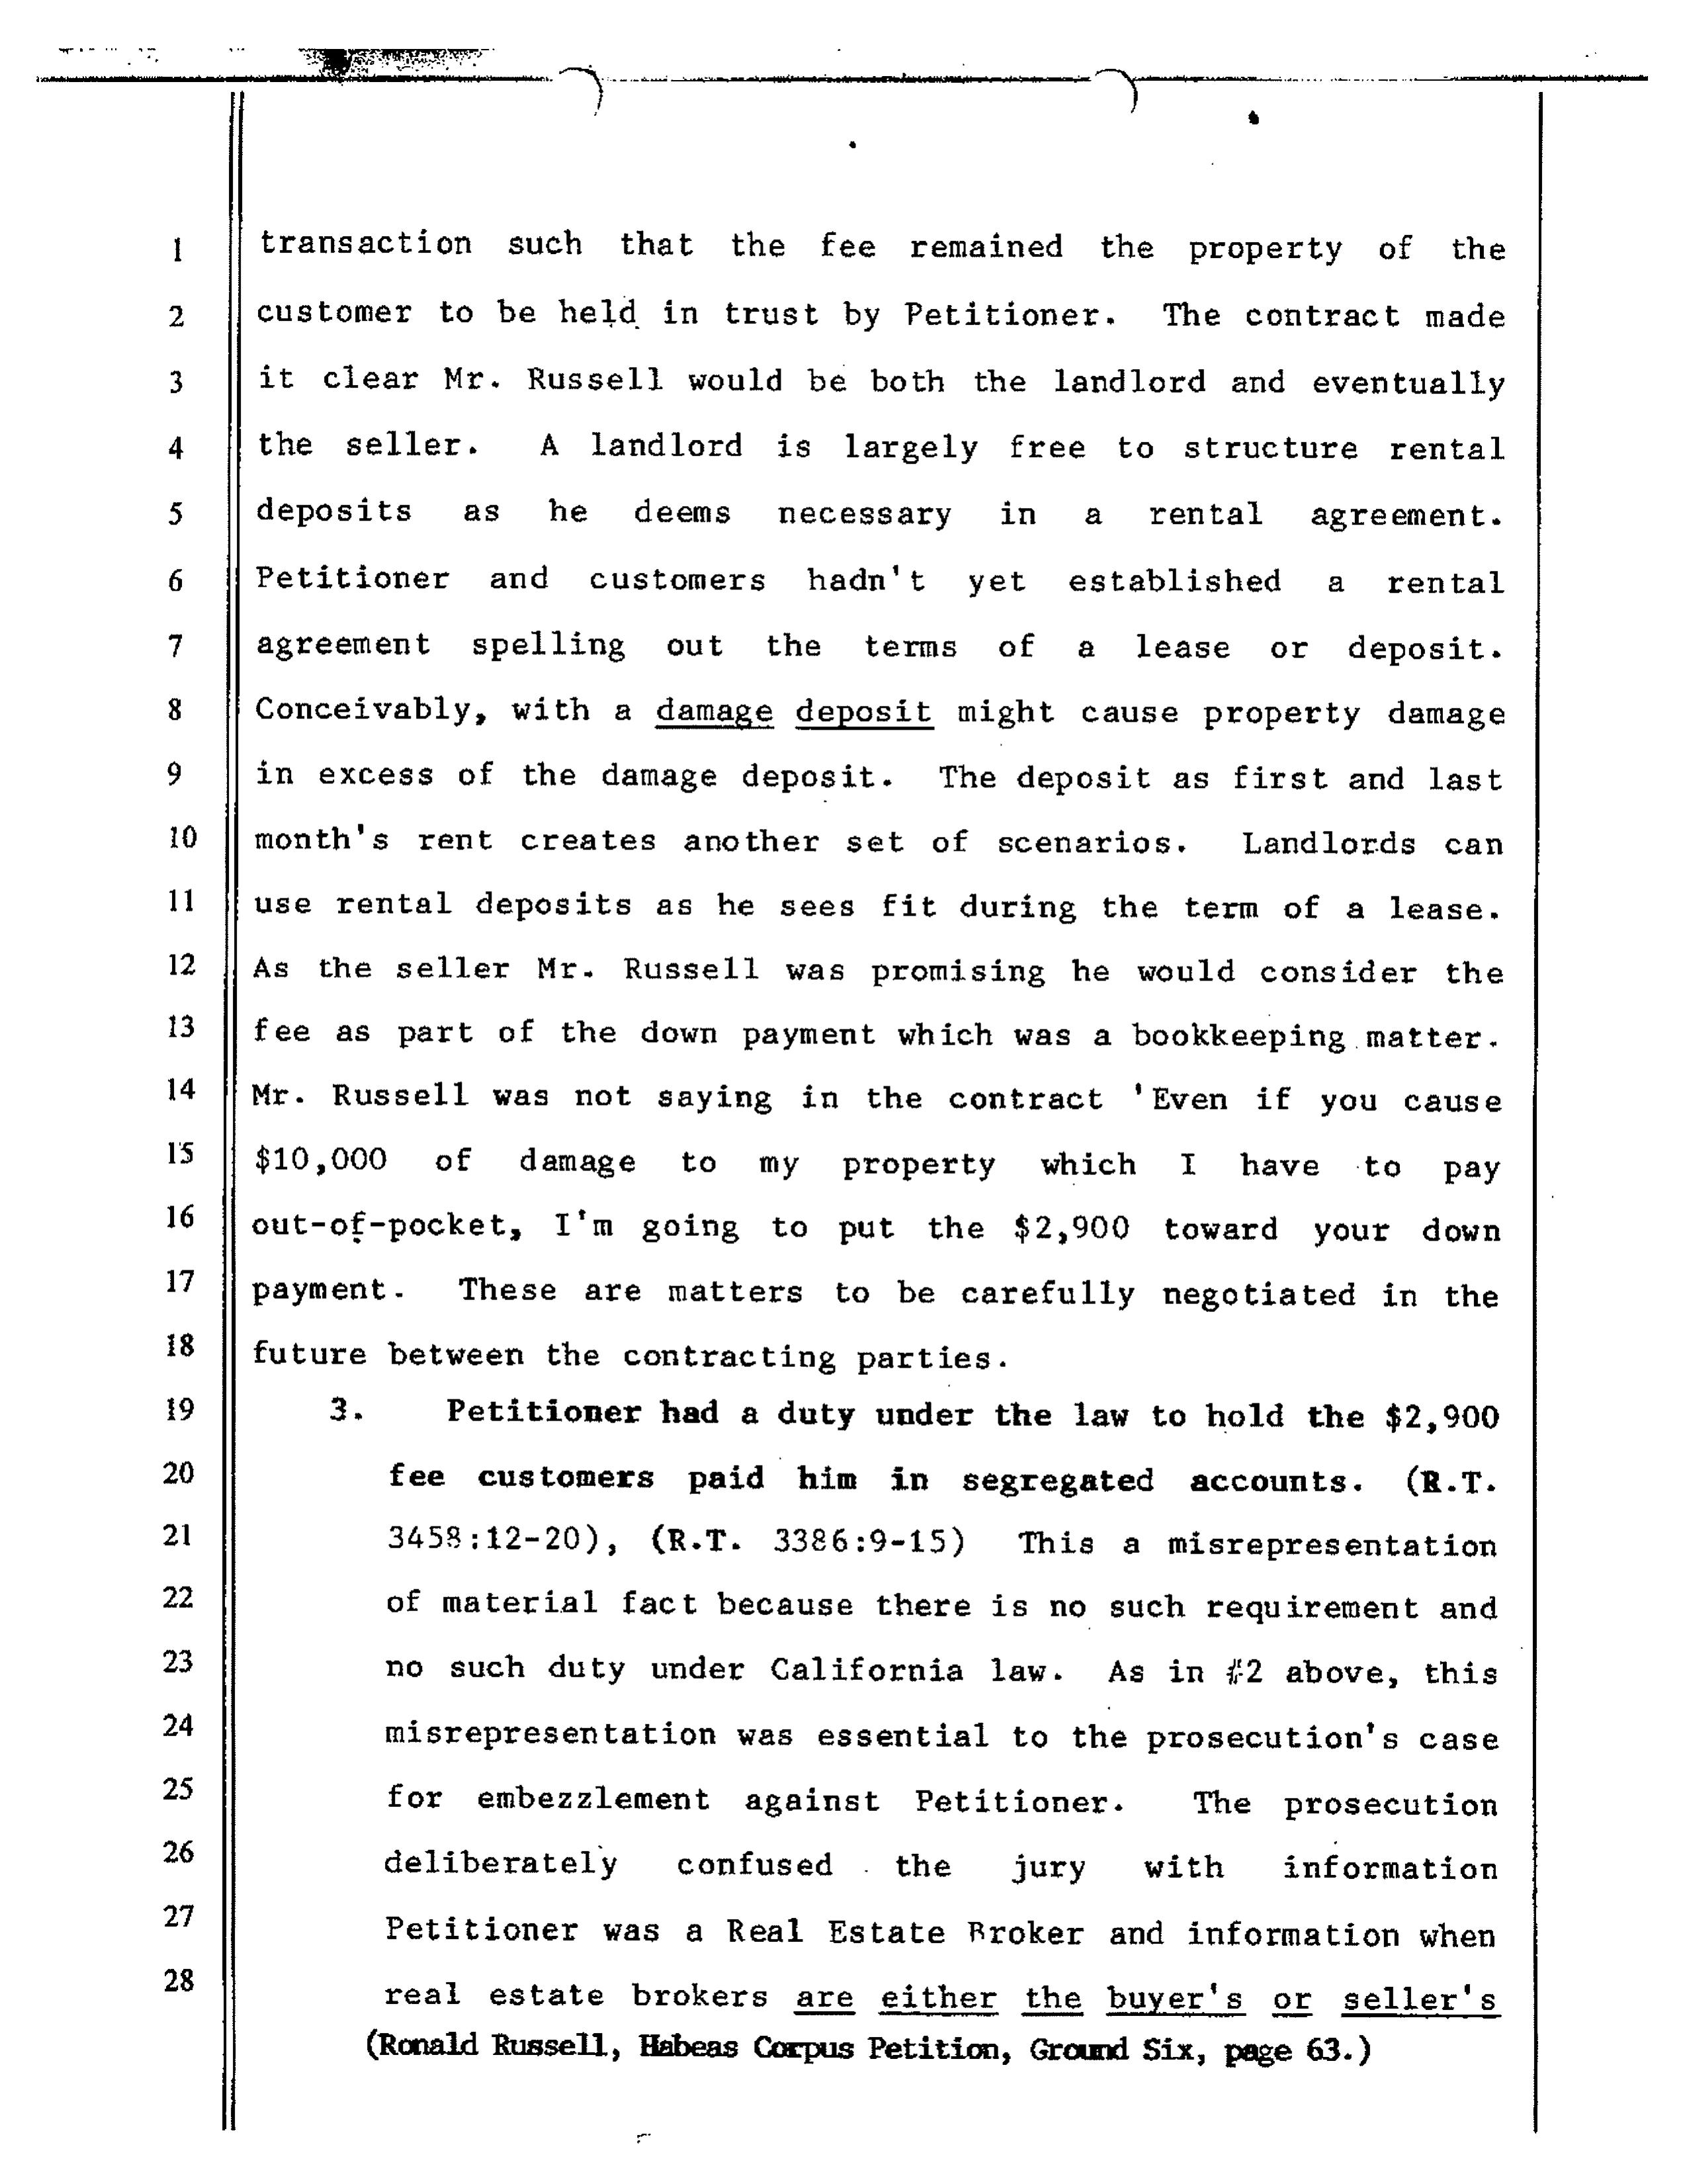 1 transaction such that the fee remained the property of the
2 customer to be held in trust by Petitioner. The contract made
3 it clear Mr. Russell would be both the landlord and eventually
4 the seller. A landlord is largely free to structure rental
5 deposits as he deems necessary in a rental agreement.
6 Petitioner and customers hadn't yet established a rental
7 agreement spelling out the terms of a lease or deposit.
8 Conceivably, with a damage deposit might cause property damage
9 in excess of the damage deposit. The deposit as first and last
10 month's rent creates another set of scenarios. Landlords can
11 use rental deposits as he sees fit during the term of a lease.
12 As the seller Mr. Russell was promising he would consider the
13 fee as part of the down payment which was a bookkeeping matter.
14 Mr. Russell was not saying in the contract 'Even if you cause
15 $10,000 of damage to my property which I have to pay
16 out-of-pocket, I'm going to put the $2,900 toward your down
17 payment. These are matters to be carefully negotiated in the
18 future between the contracting parties.
19 3. Petitioner had a duty under the law to hold the $2,900
20 fee customers paid him in segregated accounts. (R.T.
21 3458:12-20), (R.T. 3386:9-15) This a misrepresentation
22 of material fact because there is no such requirement and
23 no such duty under California law. As in #2 above, this
24 misrepresentation was essential to the prosecution's case
25 for embezzlement against Petitioner. The prosecution
26 deliberately confused the jury with information
27 Petitioner was a Real Estate Broker and information when
28 real estate brokers are either the buyer's or seller's
(Ronald Russell, Habeas Corpus Petition, Ground Six, page 63.)